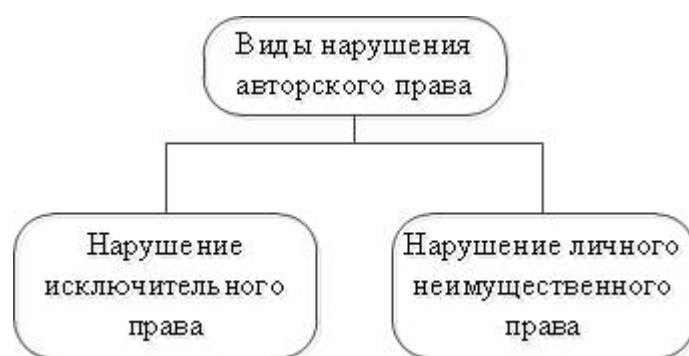 Виды нарушения
авторского права
Нарушение
исключительного
права
Нарушение личного
неимущественного
права